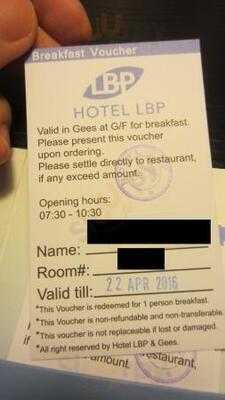 Breakfast Voucher
LBP
HOTEL LBP
Valid in Gees at G/F for breakfast.
Please present this voucher
upon ordering.
Please settle directly to restaurant,
if any exceed amount.
Opening hours:
07:30 - 10:30
Name:
Room#:
Valid till: 22 APR 2016
*This Voucher is redeemed for 1 person breakfast.
*This Voucher is non-refundable and non-transferable.
*This voucher is not replaceable if lost or damaged.
*All right reserved by Hotel LBP & Gees.
amount.
estaurant,